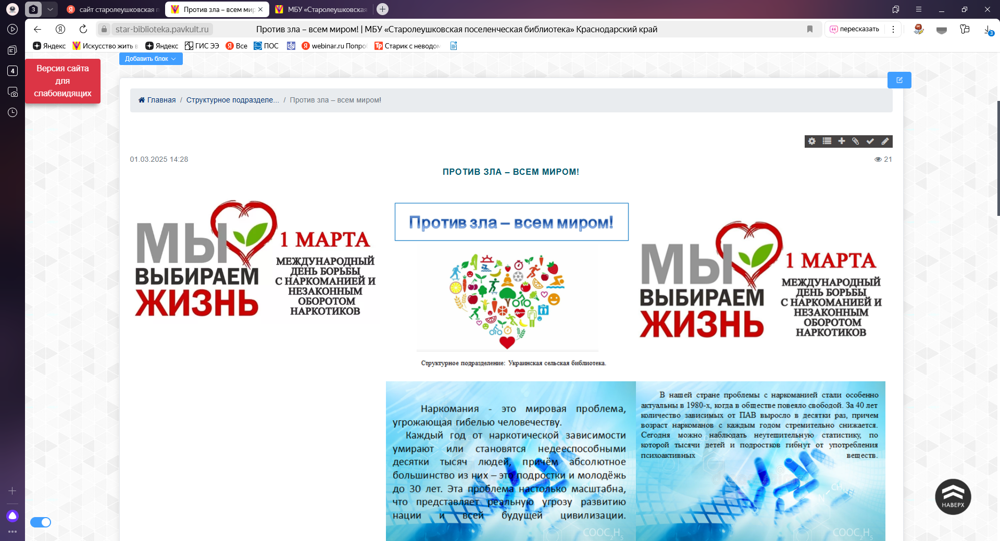 3
сайт старолеушковская п
Против зла – всем мир
МБУ «Старолеушковская
star-biblioteka.pavkult.ru
Против зла – всем миром! | МБУ «Старолеушковская поселенческая библиотека» Краснодарский край
пересказать
3
Яндекс
Искусство жить в
Яндекс
ГИС ЭЭ
Все
ПОС
webinar.ru Попро
Старик с неводом
4
Добавить блок
Версия сайта
для
слабовидящих
Главная / Структурное подразделе... / Против зла – всем миром!
01.03.2025 14:28
21
ПРОТИВ ЗЛА – ВСЕМ МИРОМ!
МЫ
ВЫБИРАЕМ
ЖИЗНЬ
1 МАРТА
МЕЖДУНАРОДНЫЙ
ДЕНЬ БОРЬБЫ
С НАРКОМАНИЕЙ И
НЕЗАКОННЫМ
ОБОРОТОМ
НАРКОТИКОВ
Против зла – всем миром!
Структурное подразделение: Украинская сельская библиотека.
МЫ
ВЫБИРАЕМ
ЖИЗНЬ
1 МАРТА
МЕЖДУНАРОДНЫЙ
ДЕНЬ БОРЬБЫ
С НАРКОМАНИЕЙ И
НЕЗАКОННЫМ
ОБОРОТОМ
НАРКОТИКОВ
Наркомания - это мировая проблема,
угрожающая гибелью человечеству.
Каждый год от наркотической зависимости
умирают или становятся недееспособными
десятки тысяч людей, причём абсолютное
большинство из них – это подростки и молодёжь
до 30 лет. Эта проблема настолько масштабна,
что представляет реальную угрозу развитию
нации и всей будущей цивилизации.
COOC2H5
В нашей стране проблемы с наркоманией стали особенно
актуальны в 1980-х, когда в обществе повеяло свободой. За 40 лет
количество зависимых от ПАВ выросло в десятки раз, причем
возраст наркоманов с каждым годом стремительно снижается.
Сегодня можно наблюдать неутешительную статистику, по
которой тысячи детей и подростков гибнут от употребления
психоактивных веществ.
CH
N
COOC2H5
НАВЕРХ